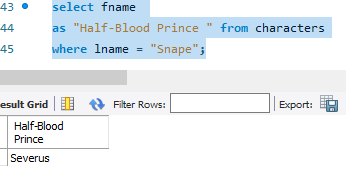 43 select fname
44 as "Half-Blood Prince " from characters
45 where lname = "Snape";
esult Grid Filter Rows: Export:
Half-Blood
Prince
Severus